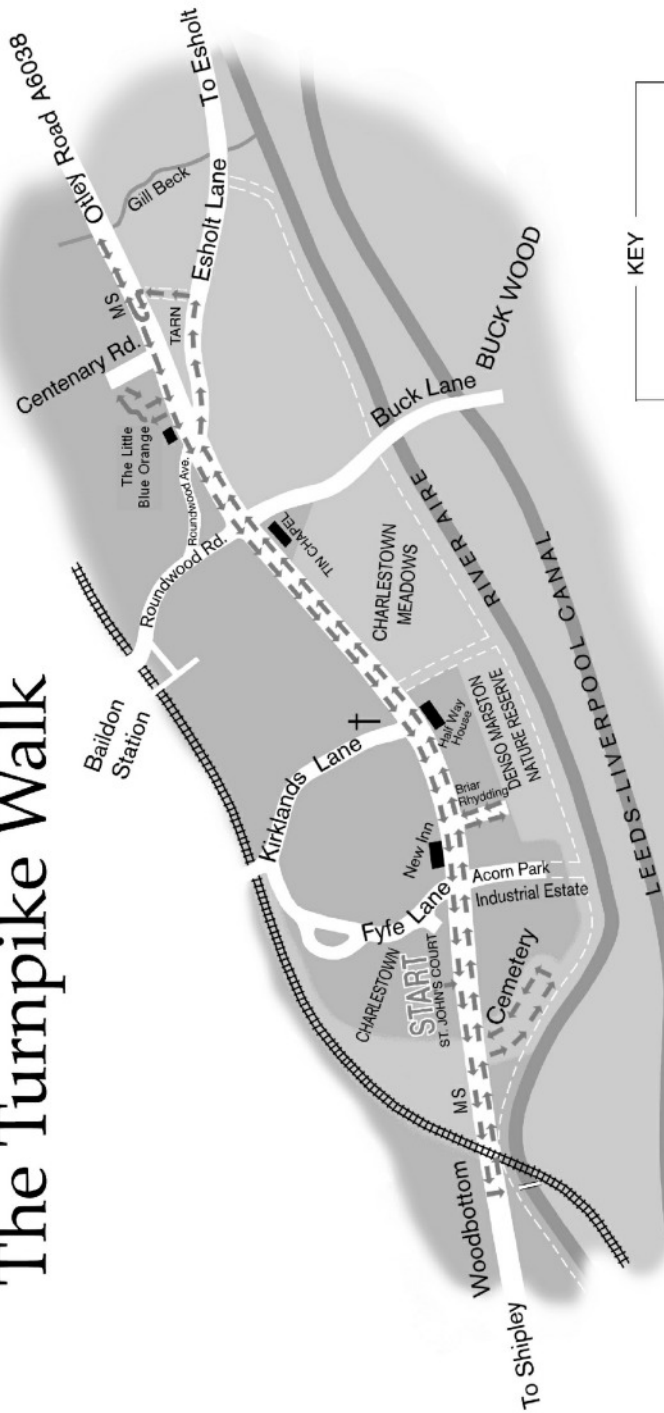 The Turnpike Walk
Otley Road A6038
To Esholt
Gill Beck
Esholt Lane
MS
TARN
Centenary Rd.
The Little
Blue Orange
Roundwood Ave.
Roundwood Rd.
Baildon
Station
TIN CHAPEL
Buck Lane
BUCK WOOD
CHARLESTOWN
MEADOWS
RIVER AIRE
LEEDS-LIVERPOOL CANAL
Kirklands Lane
Half Way
House
DENSO MARSTON
NATURE RESERVE
Briar
Rhydding
New Inn
Fyfe Lane
Acorn Park
Industrial Estate
CHARLESTOWN
START
ST. JOHN'S COURT
Cemetery
MS
Woodbottom
To Shipley
KEY